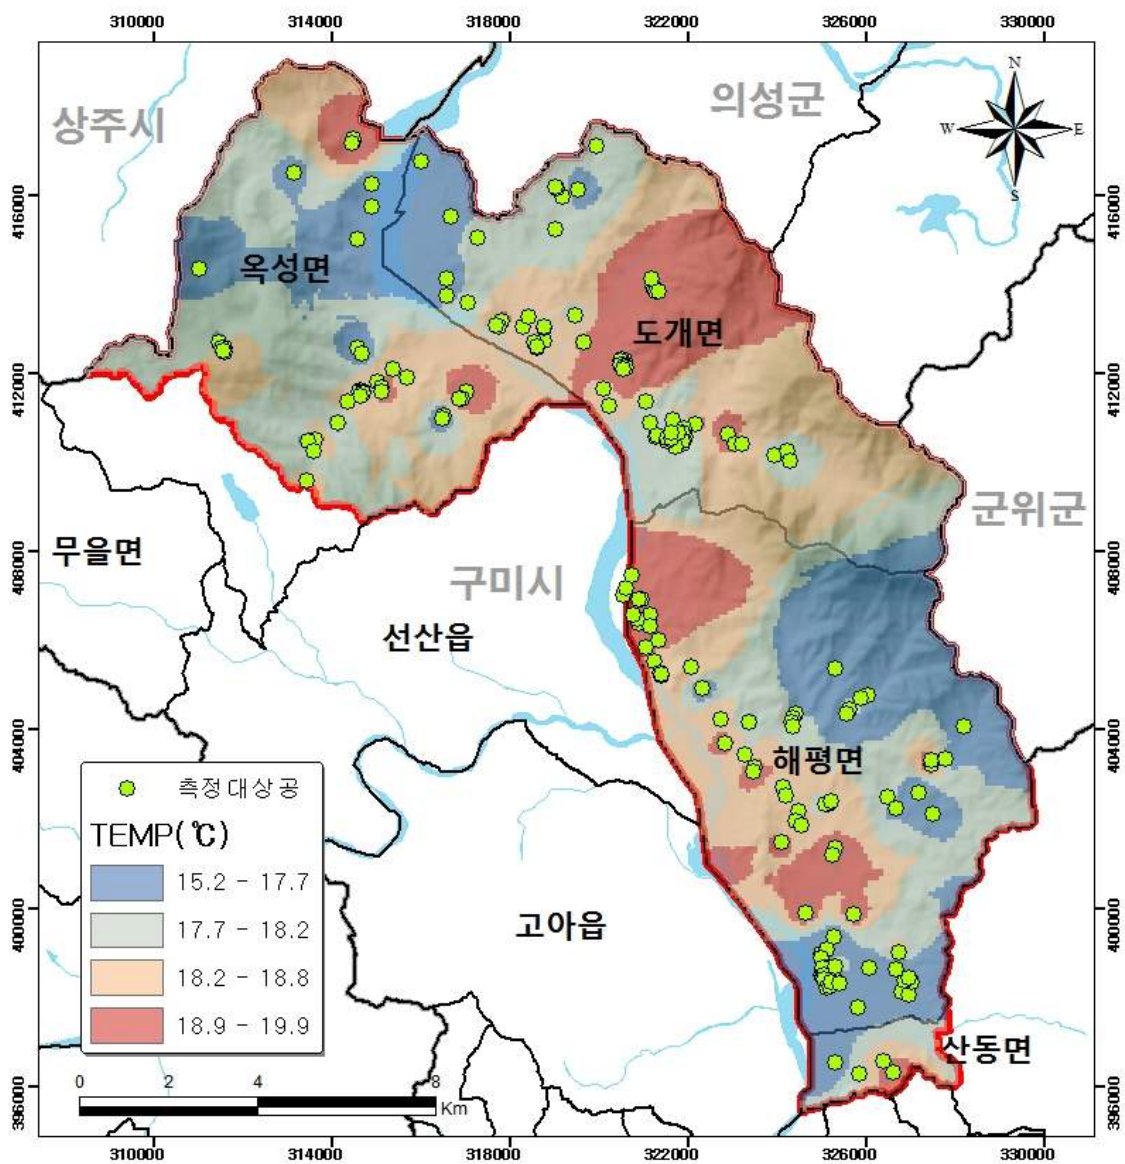 310000 314000 318000 322000 326000 330000
N
W E
S
상주시
의성군
416000 416000
옥성면
도개면
412000 412000
군위군
무을면
구미시
408000 408000
선산읍
해평면
404000 404000
측정대상공
TEMP(℃)
15.2 - 17.7
17.7 - 18.2
18.2 - 18.8
18.9 - 19.9
고아읍
400000 400000
산동면
0 2 4 8
Km
396000 396000
310000 314000 318000 322000 326000 330000